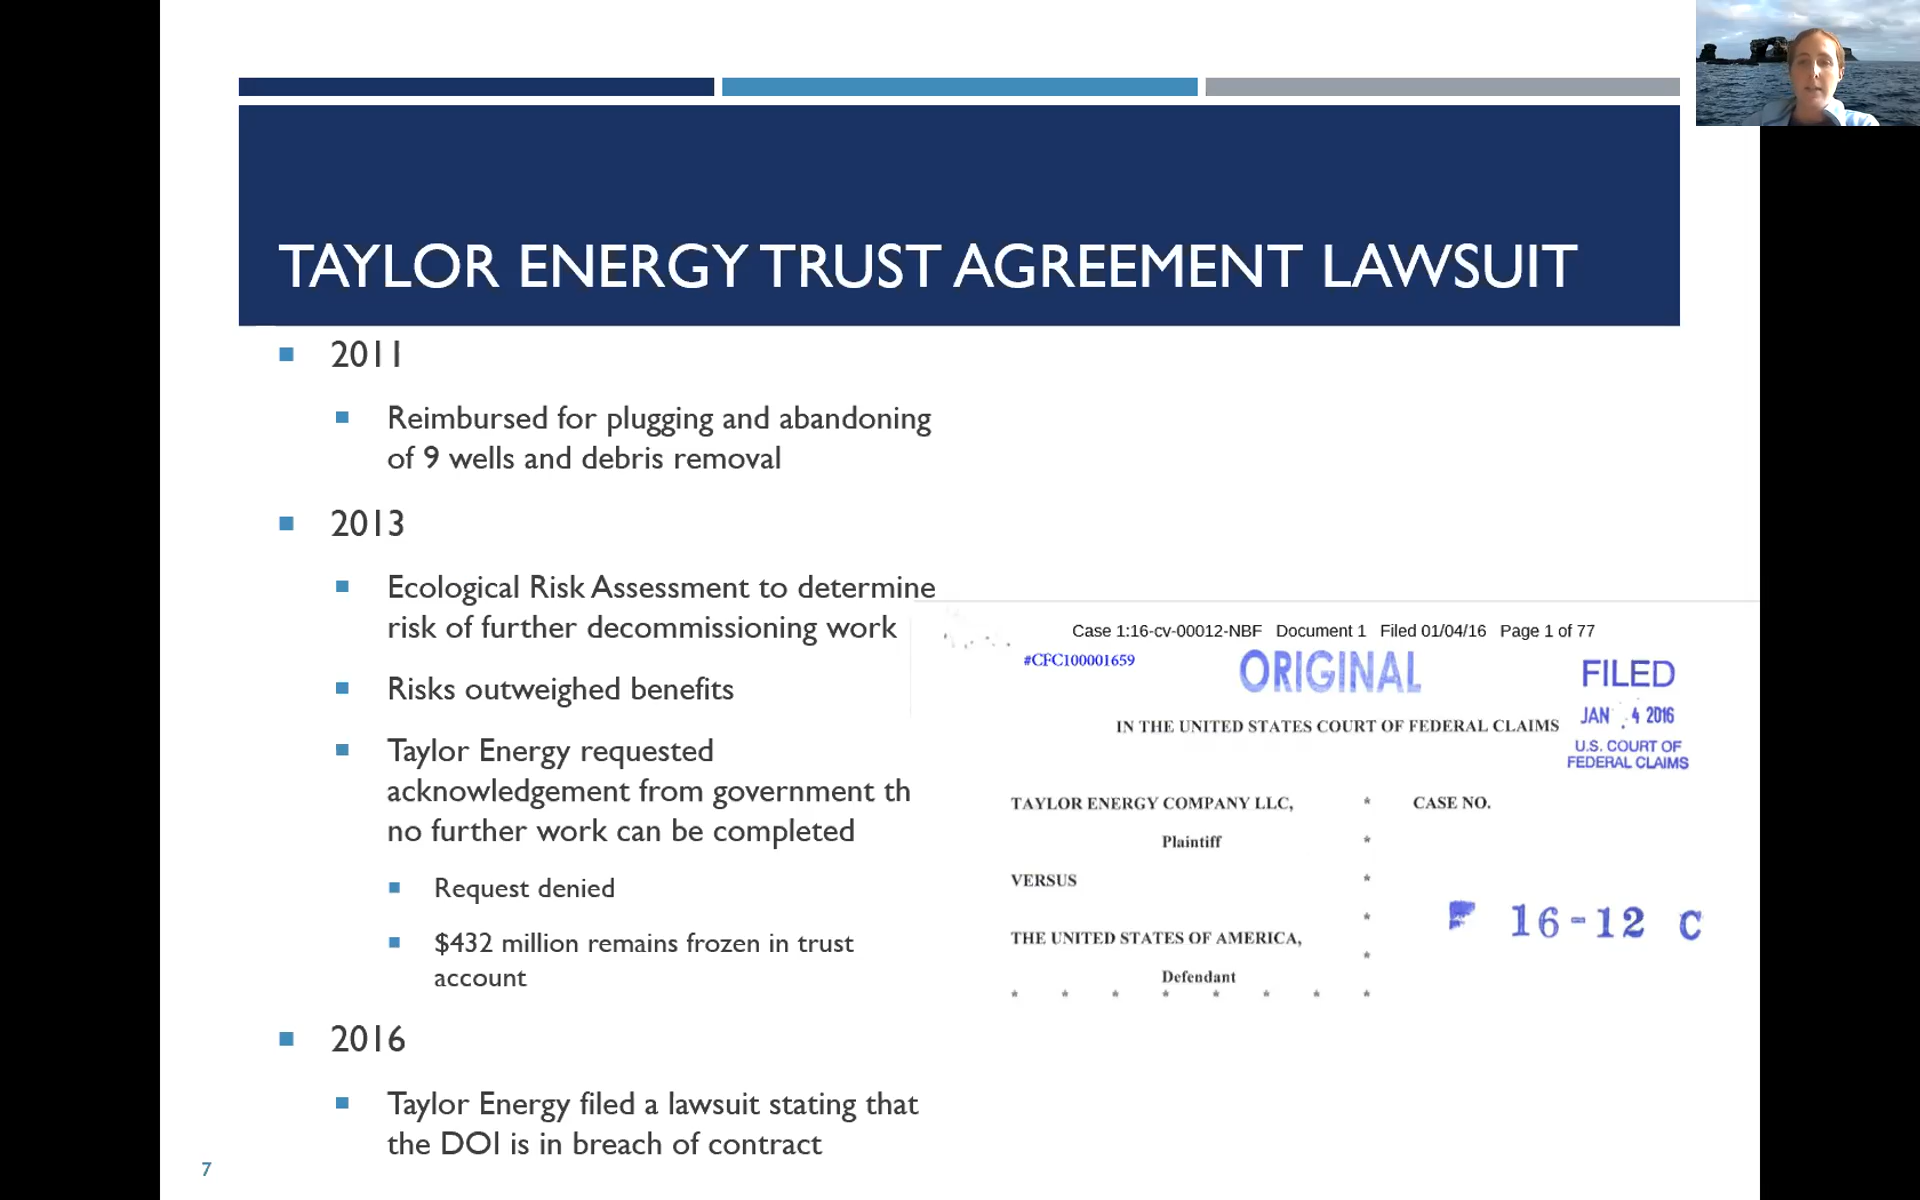 TAYLOR ENERGY TRUST AGREEMENT LAWSUIT
2011
Reimbursed for plugging and abandoning
of 9 wells and debris removal
2013
Ecological Risk Assessment to determine
risk of further decommissioning work
Risks outweighed benefits
Taylor Energy requested
acknowledgement from government th
no further work can be completed
Request denied
$432 million remains frozen in trust
account
2016
Taylor Energy filed a lawsuit stating that
the DOI is in breach of contract
7
Case 1:16-cv-00012-NBF Document 1 Filed 01/04/16 Page 1 of 77
#CFC100001659
ORIGINAL
FILED
JAN 4 2016
U.S. COURT OF
FEDERAL CLAIMS
IN THE UNITED STATES COURT OF FEDERAL CLAIMS
TAYLOR ENERGY COMPANY LLC, * CASE NO.
Plaintiff *
VERSUS *
*
16-12 C
THE UNITED STATES OF AMERICA,
*
Defendant
* * * * * * * *